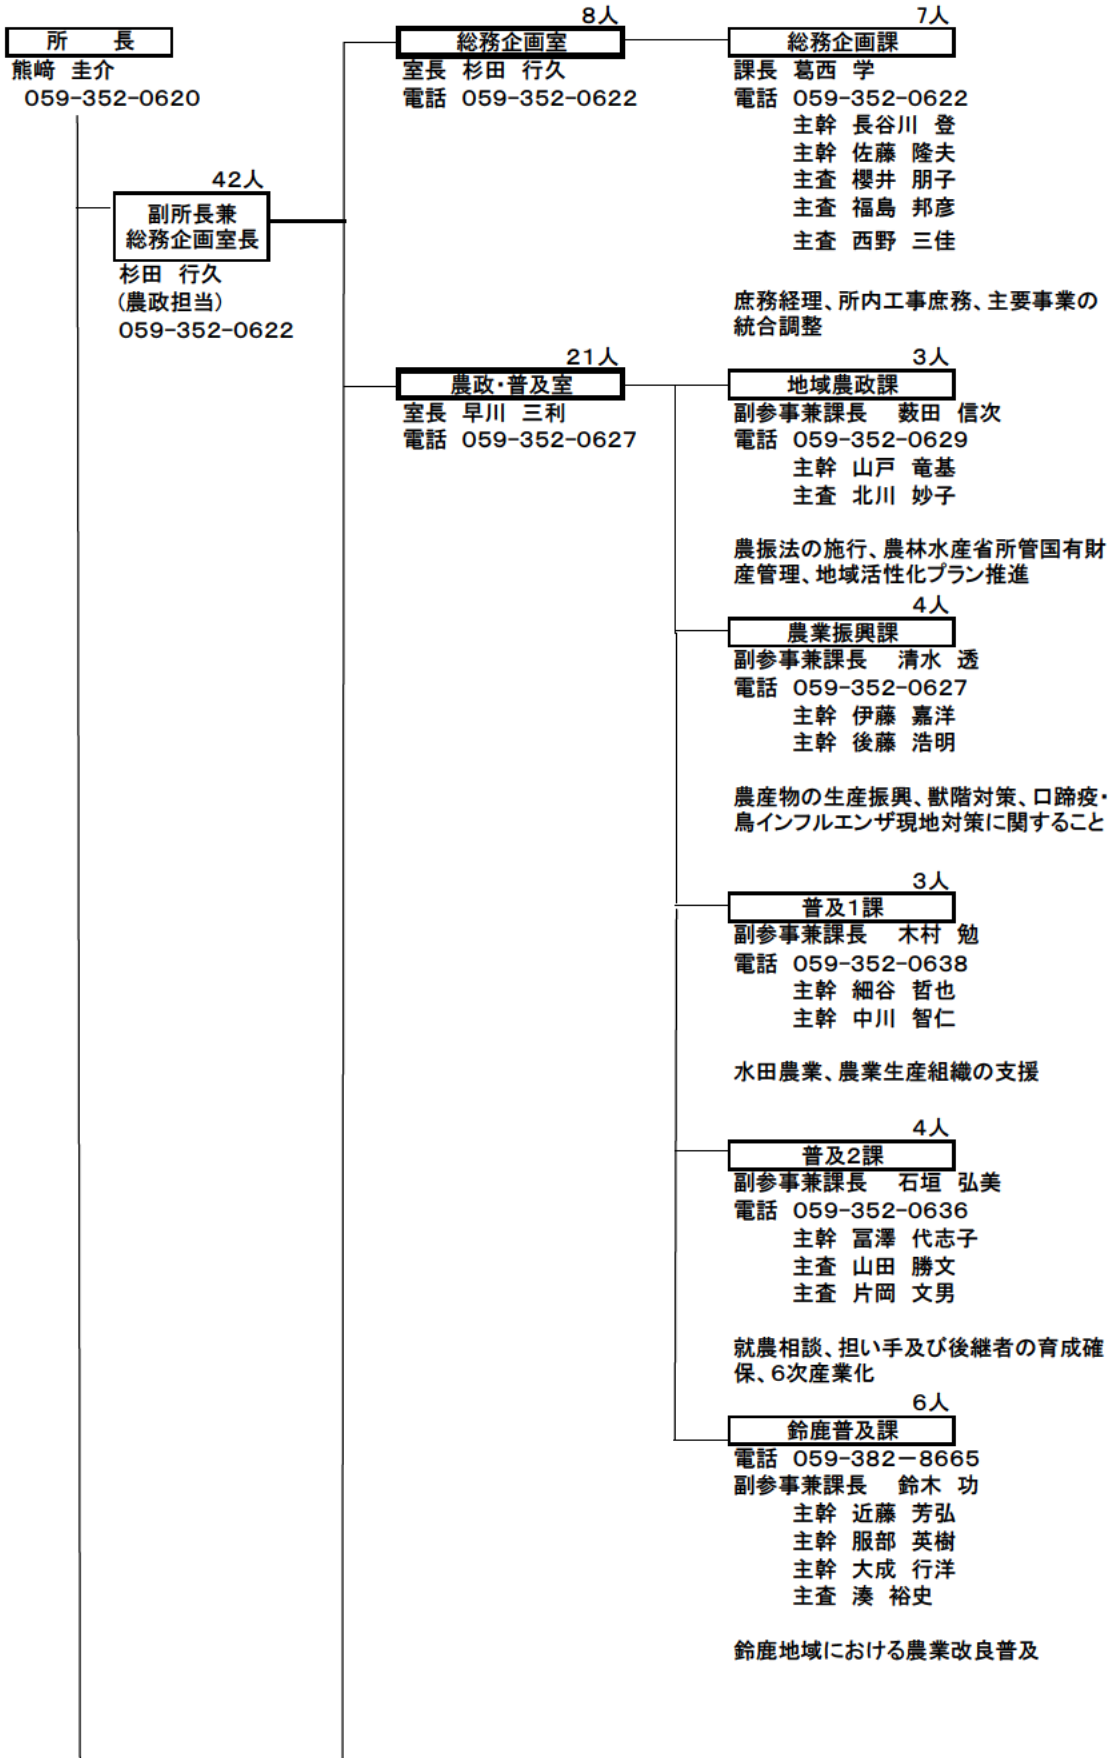 所　長
熊﨑 圭介
059-352-0620
42人
副所長兼
総務企画室長
杉田 行久
(農政担当)
059-352-0622
8人
総務企画室
室長 杉田 行久
電話 059-352-0622
7人
総務企画課
課長 葛西 学
電話 059-352-0622
主幹 長谷川 登
主幹 佐藤 隆夫
主査 櫻井 朋子
主査 福島 邦彦
主査 西野 三佳
庶務経理、所内工事庶務、主要事業の
統合調整
21人
農政・普及室
室長 早川 三利
電話 059-352-0627
3人
地域農政課
副参事兼課長 薮田 信次
電話 059-352-0629
主幹 山戸 竜基
主査 北川 妙子
農振法の施行、農林水産省所管国有財
産管理、地域活性化プラン推進
4人
農業振興課
副参事兼課長 清水 透
電話 059-352-0627
主幹 伊藤 嘉洋
主幹 後藤 浩明
農産物の生産振興、獣階対策、口蹄疫・
鳥インフルエンザ現地対策に関すること
3人
普及1課
副参事兼課長 木村 勉
電話 059-352-0638
主幹 細谷 哲也
主幹 中川 智仁
水田農業、農業生産組織の支援
4人
普及2課
副参事兼課長 石垣 弘美
電話 059-352-0636
主幹 冨澤 代志子
主査 山田 勝文
主査 片岡 文男
就農相談、担い手及び後継者の育成確
保、6次産業化
6人
鈴鹿普及課
電話 059-382－8665
副参事兼課長 鈴木 功
主幹 近藤 芳弘
主幹 服部 英樹
主幹 大成 行洋
主査 湊 裕史
鈴鹿地域における農業改良普及